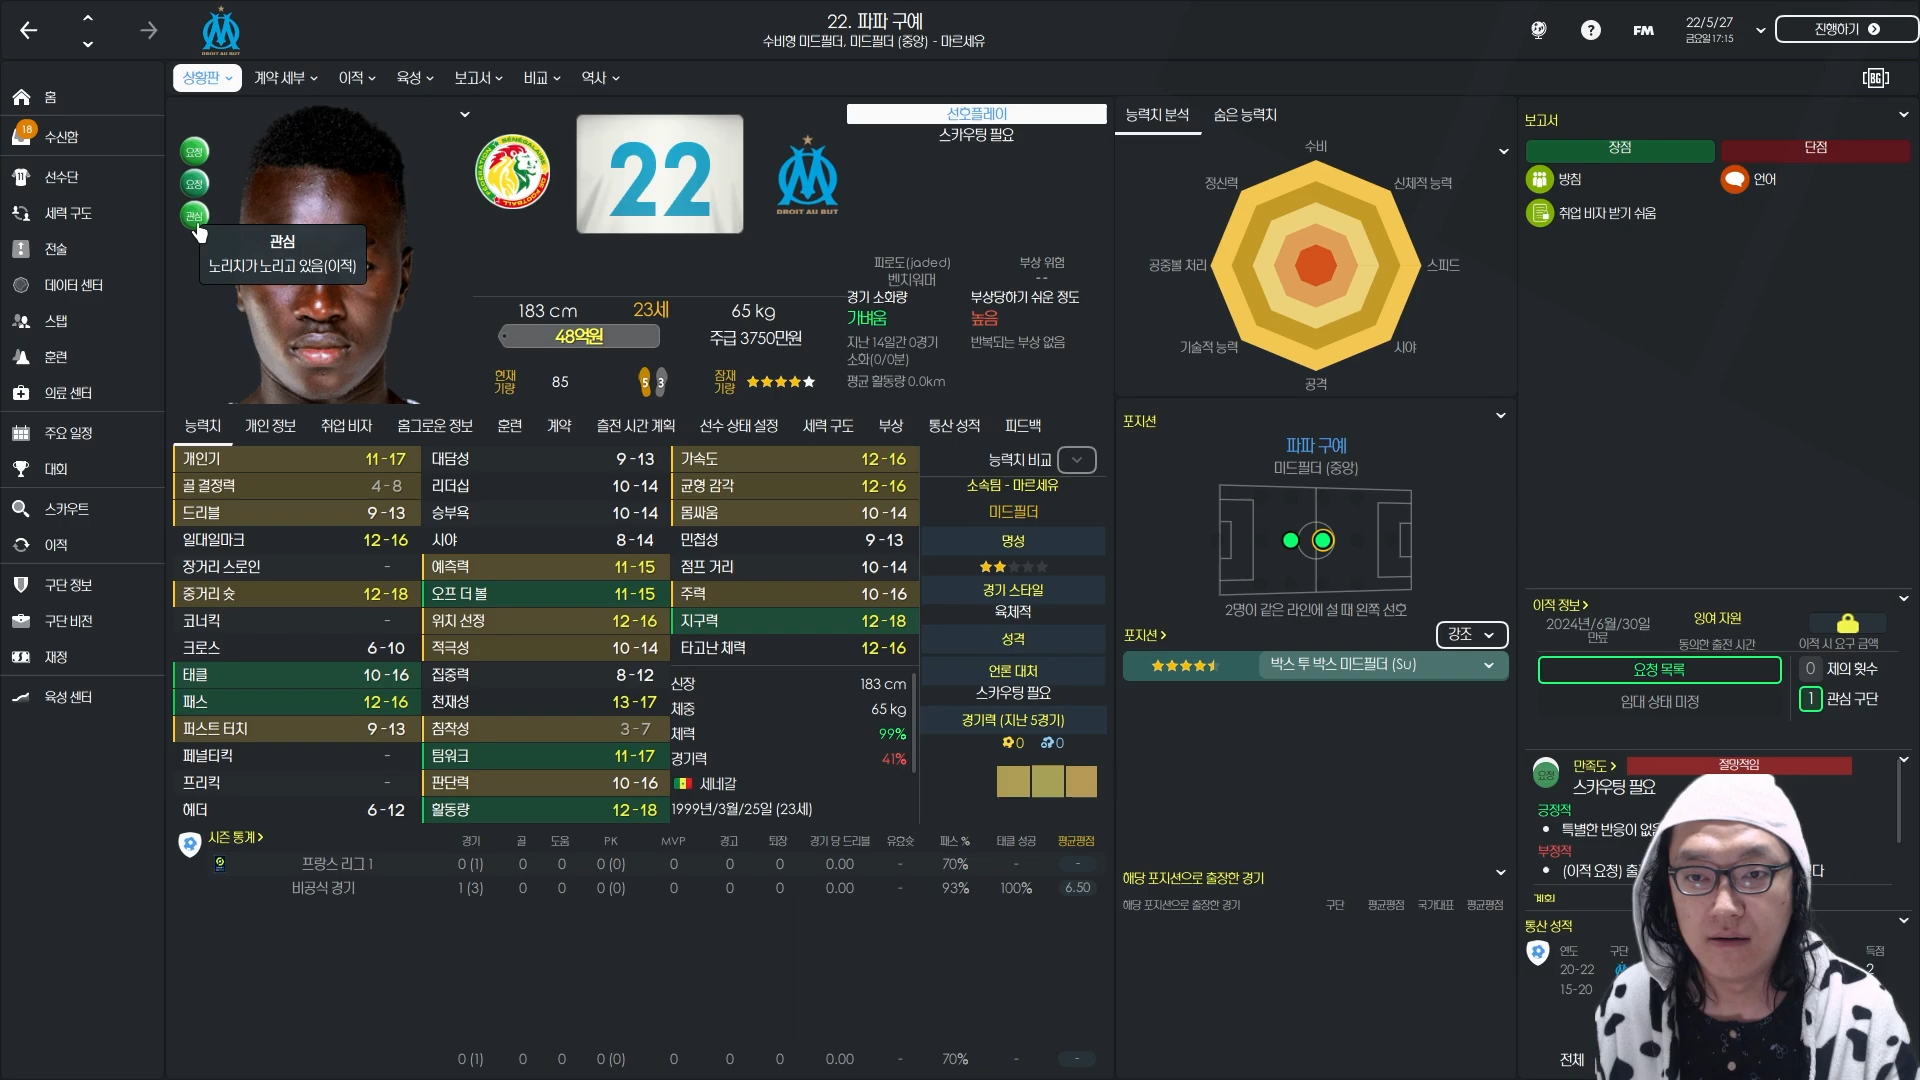 22. 파파 구예
수비형 미드필더, 미드필더 (중앙) - 마르세유
FM
22/5/27
금요일 17:15
진행하기
DROIT AU BUT
상황판
계약 세부
이적
육성
보고서
비교
역사
[BG]
홈
18
수신함
선수단
세력 구도
전술
데이터 센터
스탭
훈련
의료 센터
주요 일정
대회
스카우트
이적
구단 정보
구단 비전
재정
육성 센터
요청
요청
관심
관심
노리치가 노리고 있음(이적)
22
DROIT AU BUT
선호플레이
스카우팅 필요
183 cm
23세
65 kg
48억원
주급 3750만원
현재 기량
85
5 3
잠재 기량
피로도(jaded)
벤치워머
부상 위험
--
경기 소화량
가벼움
부상당하기 쉬운 정도
높음
지난 14일간 0경기
소화(0/0분)
반복되는 부상 없음
평균 활동량 0.0km
능력치
개인 정보
취업 비자
홈그로운 정보
훈련
계약
출전 시간 계획
선수 상태 설정
세력 구도
부상
통산 성적
피드백
개인기 11-17
골 결정력 4-8
드리블 9-13
일대일마크 12-16
장거리 스로인 -
중거리 슛 12-18
코너킥 -
크로스 6-10
태클 10-16
패스 12-16
퍼스트 터치 9-13
페널티킥 -
프리킥 -
헤더 6-12
대담성 9-13
리더십 10-14
승부욕 10-14
시야 8-14
예측력 11-15
오프 더 볼 11-15
위치 선정 12-16
적극성 10-14
집중력 8-12
천재성 13-17
침착성 3-7
팀워크 11-17
판단력 10-16
활동량 12-18
가속도 12-16
균형 감각 12-16
몸싸움 10-14
민첩성 9-13
점프 거리 10-14
주력 10-16
지구력 12-18
타고난 체력 12-16
신장 183 cm
체중 65 kg
체력 99%
경기력 41%
세네갈
1999년/3월/25일 (23세)
능력치 비교
소속팀 - 마르세유
미드필더
명성
경기 스타일
육체적
성격
언론 대처
스카우팅 필요
경기력 (지난 5경기)
0 0
시즌 통계 >
경기 골 도움 PK MVP 경고 퇴장 경기 당 드리블 유효슛 패스 % 태클 성공 평균평점
프랑스 리그 1 0 (1) 0 0 0 (0) 0 0 0 0.00 - 70% - -
비공식 경기 1 (3) 0 0 0 (0) 0 0 0 0.00 - 93% 100% 6.50
0 (1) 0 0 0 (0) 0 0 0 0.00 - 70% - -
능력치 분석
숨은 능력치
수비
신체적 능력
스피드
시야
공격
기술적 능력
공중볼 처리
정신력
포지션
파파 구예
미드필더 (중앙)
2명이 같은 라인에 설 때 왼쪽 선호
포지션 >
강조
박스 투 박스 미드필더 (Su)
해당 포지션으로 출장한 경기
해당 포지션으로 출장한 경기 구단 평균평점 국가대표 평균평점
보고서
장점
단점
방침
언어
취업 비자 받기 쉬움
이적 정보 >
2024년/6월/30일
만료
잉여 지원
동의한 출전 시간
이적 시 요구 금액
요청 목록
임대 상태 미정
0 제의 횟수
1 관심 구단
요청
만족도 >
절망적임
스카우팅 필요
긍정적
특별한 반응이 없
부정적
(이적 요청)
계획
통산 성적
연도 구단 득점
20-22 2
15-20
전체